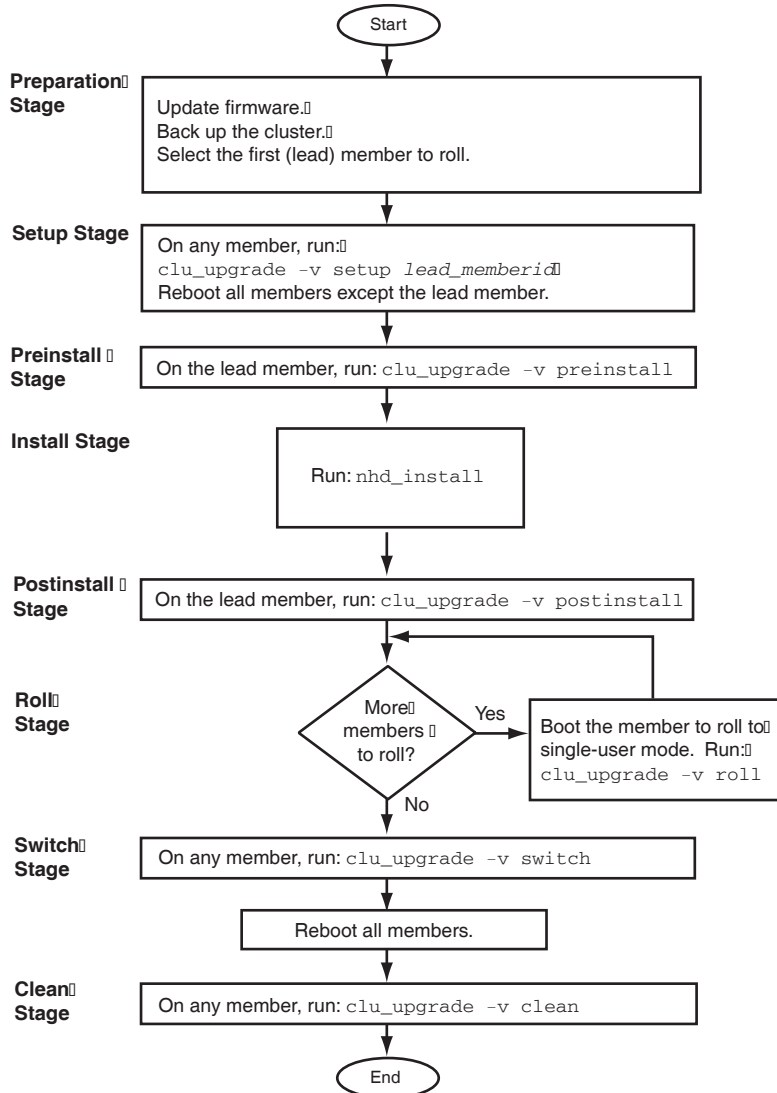 Start
Preparation
Stage
Update firmware.
Back up the cluster.
Select the first (lead) member to roll.
Setup Stage
On any member, run:
clu_upgrade -v setup lead_memberid
Reboot all members except the lead member.
Preinstall
Stage
On the lead member, run: clu_upgrade -v preinstall
Install Stage
Run: nhd_install
Postinstall
Stage
On the lead member, run: clu_upgrade -v postinstall
Roll
Stage
More
members
to roll?
Yes
Boot the member to roll to
single-user mode. Run:
clu_upgrade -v roll
No
Switch
Stage
On any member, run: clu_upgrade -v switch
Reboot all members.
Clean
Stage
On any member, run: clu_upgrade -v clean
End